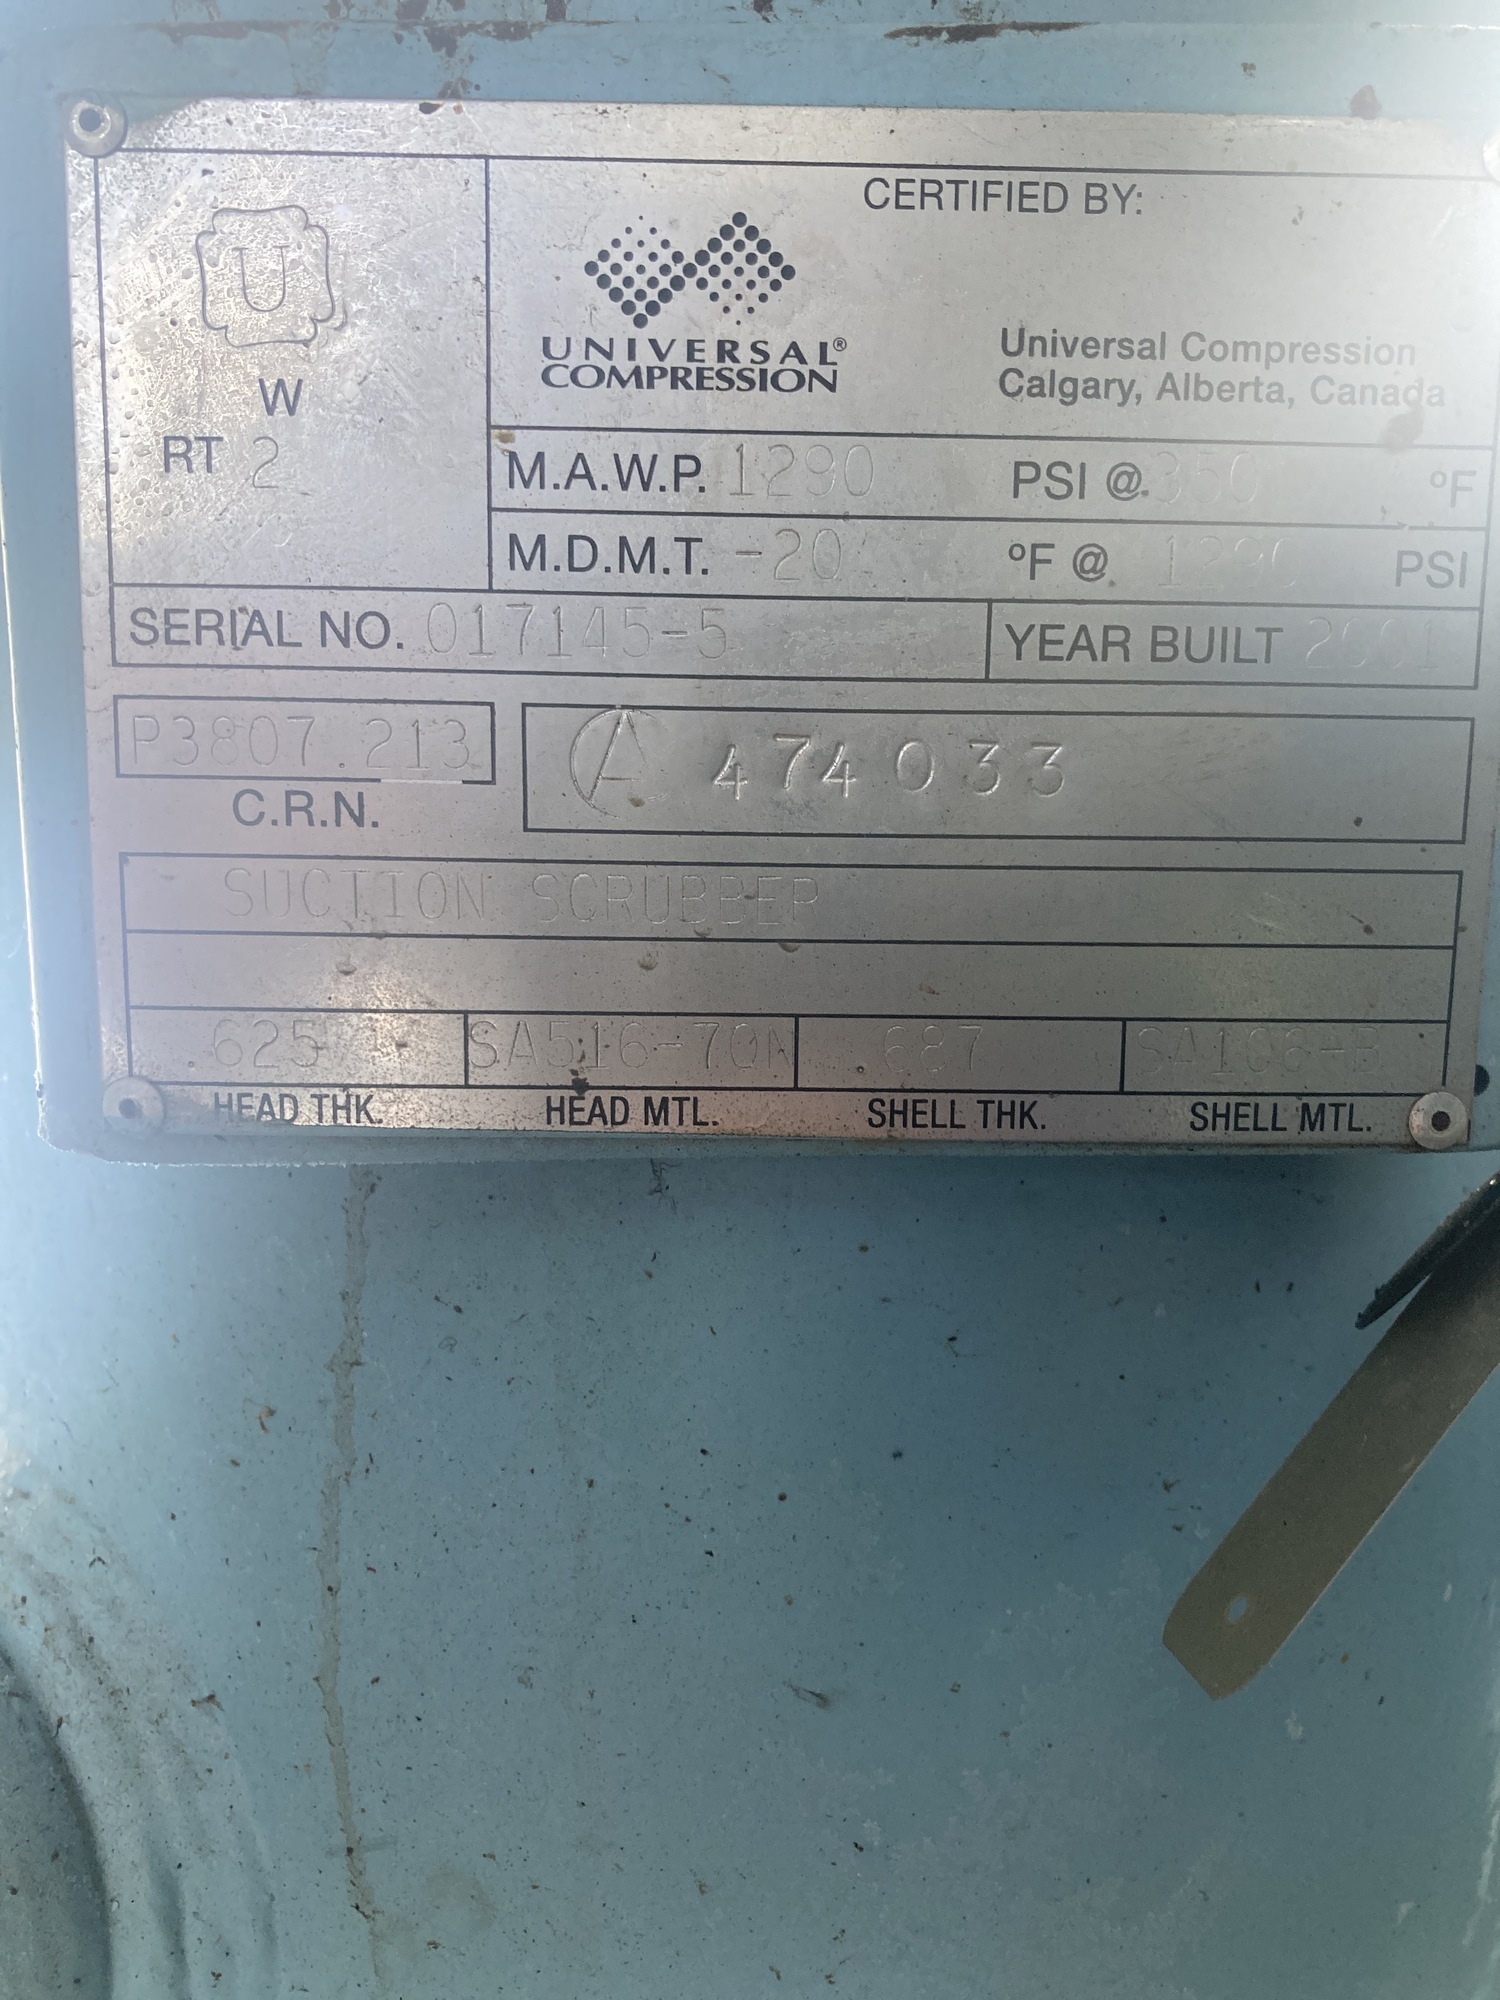 CERTIFIED BY:
U
W
RT 2
UNIVERSAL®
COMPRESSION
Universal Compression
Calgary, Alberta, Canada
M.A.W.P. 1290 PSI @ 350 °F
M.D.M.T. -20 °F @ 1290 PSI
SERIAL NO. 017145-5 YEAR BUILT 2001
P3807.213
C.R.N.
A 474033
SUCTION SCRUBBER
.625 SA516-70N .687 SA106-B
HEAD THK. HEAD MTL. SHELL THK. SHELL MTL.